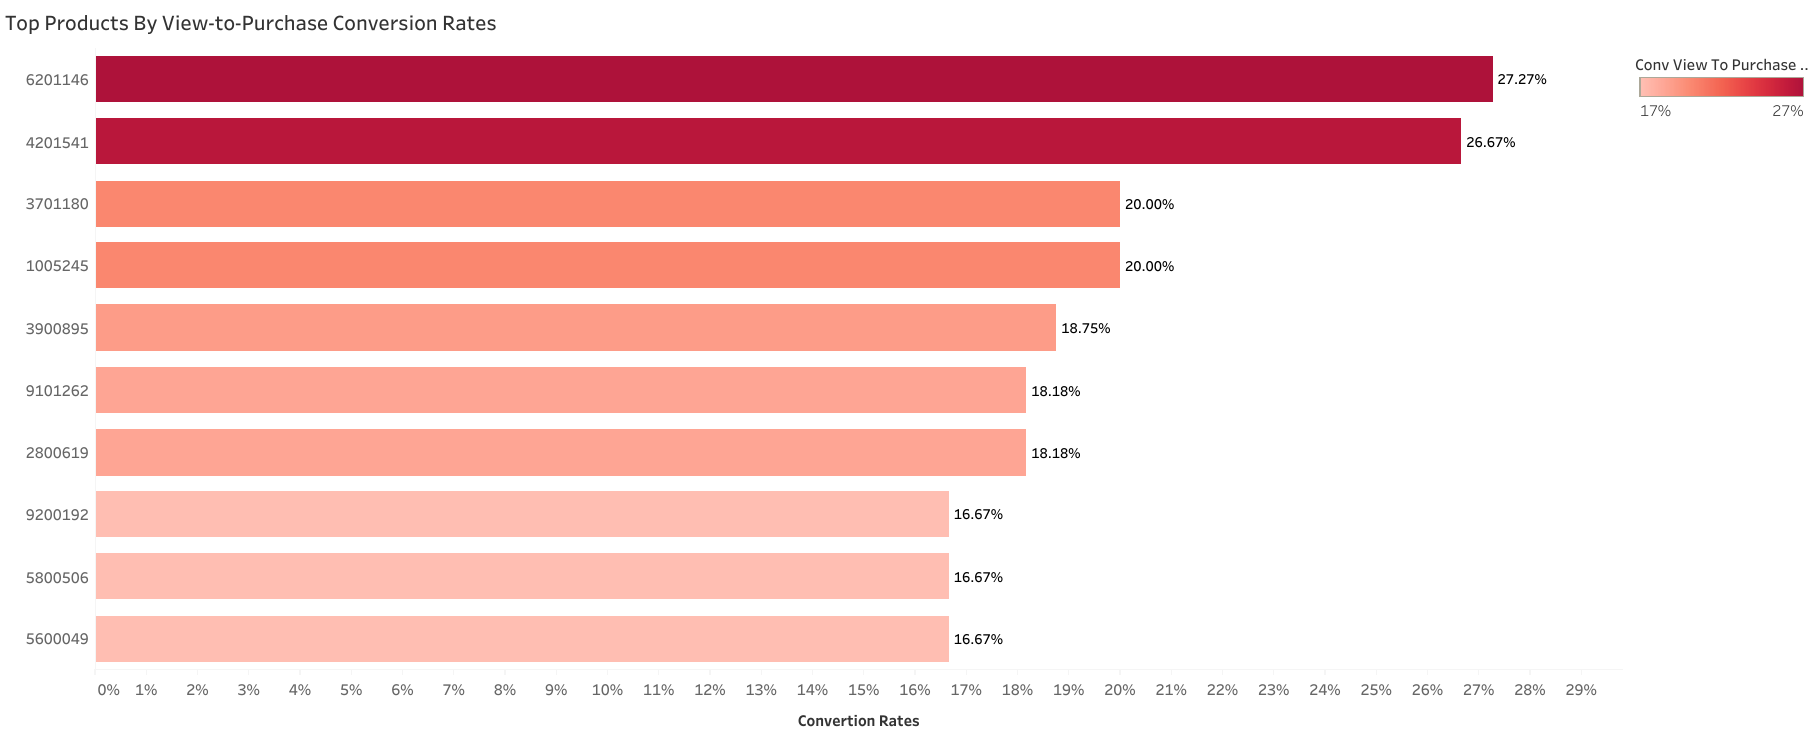 Top Products By View-to-Purchase Conversion Rates
Conv View To Purchase ..
17% 27%
6201146 27.27%
4201541 26.67%
3701180 20.00%
1005245 20.00%
3900895 18.75%
9101262 18.18%
2800619 18.18%
9200192 16.67%
5800506 16.67%
5600049 16.67%
0% 1% 2% 3% 4% 5% 6% 7% 8% 9% 10% 11% 12% 13% 14% 15% 16% 17% 18% 19% 20% 21% 22% 23% 24% 25% 26% 27% 28% 29%
Convertion Rates